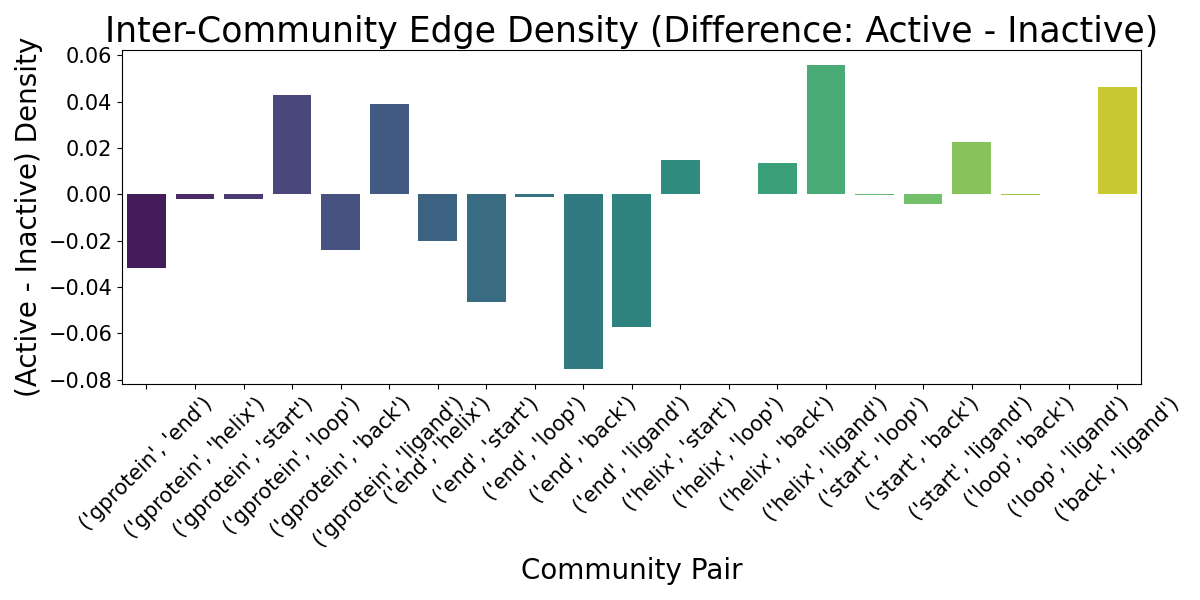 Inter-Community Edge Density (Difference: Active - Inactive)
(Active - Inactive) Density
0.06
0.04
0.02
0.00
−0.02
−0.04
−0.06
−0.08
('gprotein', 'end')
('gprotein', 'helix')
('gprotein', 'start')
('gprotein', 'loop')
('gprotein', 'back')
('gprotein', 'ligand')
('end', 'helix')
('end', 'start')
('end', 'loop')
('end', 'back')
('end', 'ligand')
('helix', 'start')
('helix', 'loop')
('helix', 'back')
('helix', 'ligand')
('start', 'loop')
('start', 'back')
('start', 'ligand')
('loop', 'back')
('loop', 'ligand')
('back', 'ligand')
Community Pair